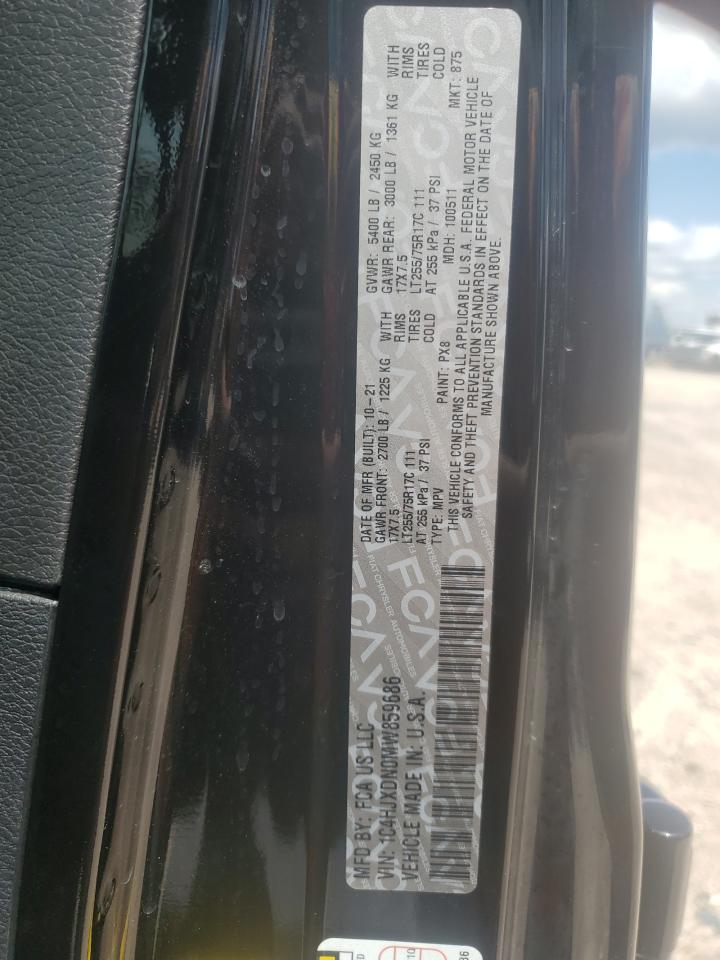 MFD BY: FCA US LLC
VIN: 1C4HJXDN0MW859686
VEHICLE MADE IN: U.S.A.
DATE OF MFR (BUILT): 10-21 GVWR: 5400 LB / 2450 KG
GAWR FRONT: 2700 LB / 1225 KG WITH GAWR REAR: 3000 LB / 1361 KG WITH
17X7.5 RIMS 17X7.5 RIMS
LT255/75R17C 111 TIRES LT255/75R17C 111 TIRES
AT 255 kPa / 37 PSI COLD AT 255 kPa / 37 PSI COLD
TYPE: MPV PAINT: PX8 MDH: 100511 MKT: 875
THIS VEHICLE CONFORMS TO ALL APPLICABLE U.S.A. FEDERAL MOTOR VEHICLE
SAFETY AND THEFT PREVENTION STANDARDS IN EFFECT ON THE DATE OF
MANUFACTURE SHOWN ABOVE.